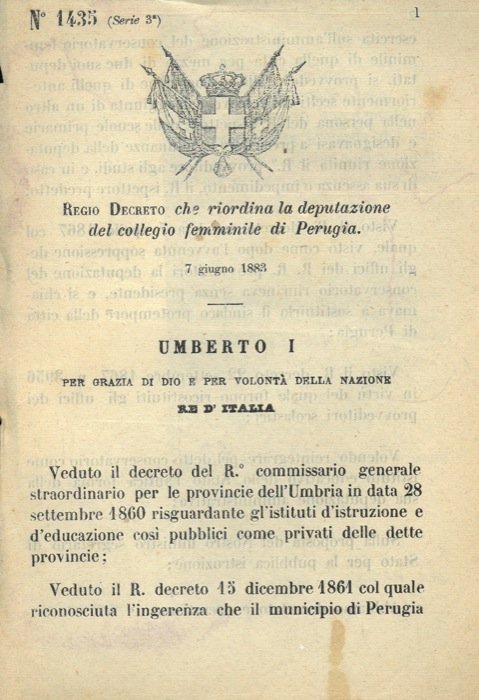 N° 1435 (Serie 3ª)
1
REGIO DECRETO che riordina la deputazione
del collegio femminile di Perugia.
7 giugno 1883
UMBERTO I
PER GRAZIA DI DIO E PER VOLONTÀ DELLA NAZIONE
RE D' ITALIA
Veduto il decreto del R.° commissario generale
straordinario per le provincie dell'Umbria in data 28
settembre 1860 risguardante gl'istituti d'istruzione e
d'educazione così pubblici come privati delle dette
provincie;
Veduto il R. decreto 15 dicembre 1861 col quale
riconosciuta l'ingerenza che il municipio di Perugia